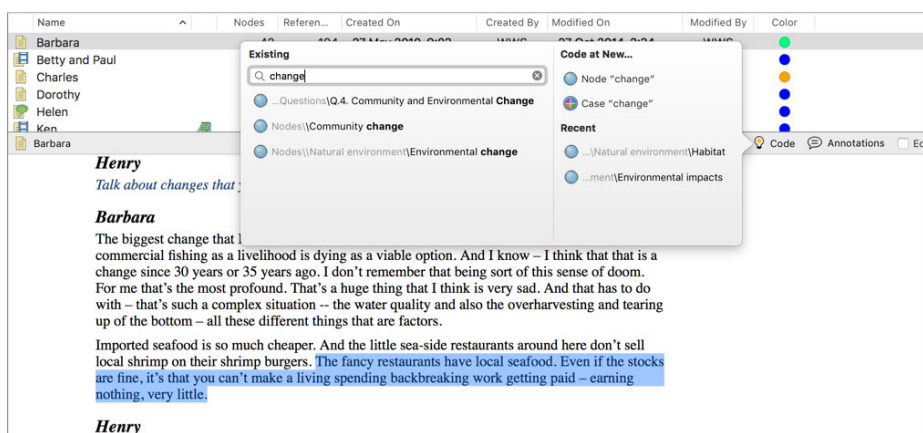 Name Nodes Referen... Created On Created By Modified On Modified By Color
Barbara
Betty and Paul
Charles
Dorothy
Helen
Ken
Existing
change
...Questions\Q.4. Community and Environmental Change
Nodes\\Community change
Nodes\\Natural environment\Environmental change
Code at New...
Node “change”
Case “change”
Recent
...\Natural environment\Habitat
...ment\Environmental impacts
Barbara Code Annotations
Henry
Talk about changes that
Barbara
The biggest change that
commercial fishing as a livelihood is dying as a viable option. And I know – I think that that is a
change since 30 years or 35 years ago. I don’t remember that being sort of this sense of doom.
For me that’s the most profound. That’s a huge thing that I think is very sad. And that has to do
with – that’s such a complex situation -- the water quality and also the overharvesting and tearing
up of the bottom – all these different things that are factors.
Imported seafood is so much cheaper. And the little sea-side restaurants around here don’t sell
local shrimp on their shrimp burgers. The fancy restaurants have local seafood. Even if the stocks
are fine, it’s that you can’t make a living spending backbreaking work getting paid – earning
nothing, very little.
Henry